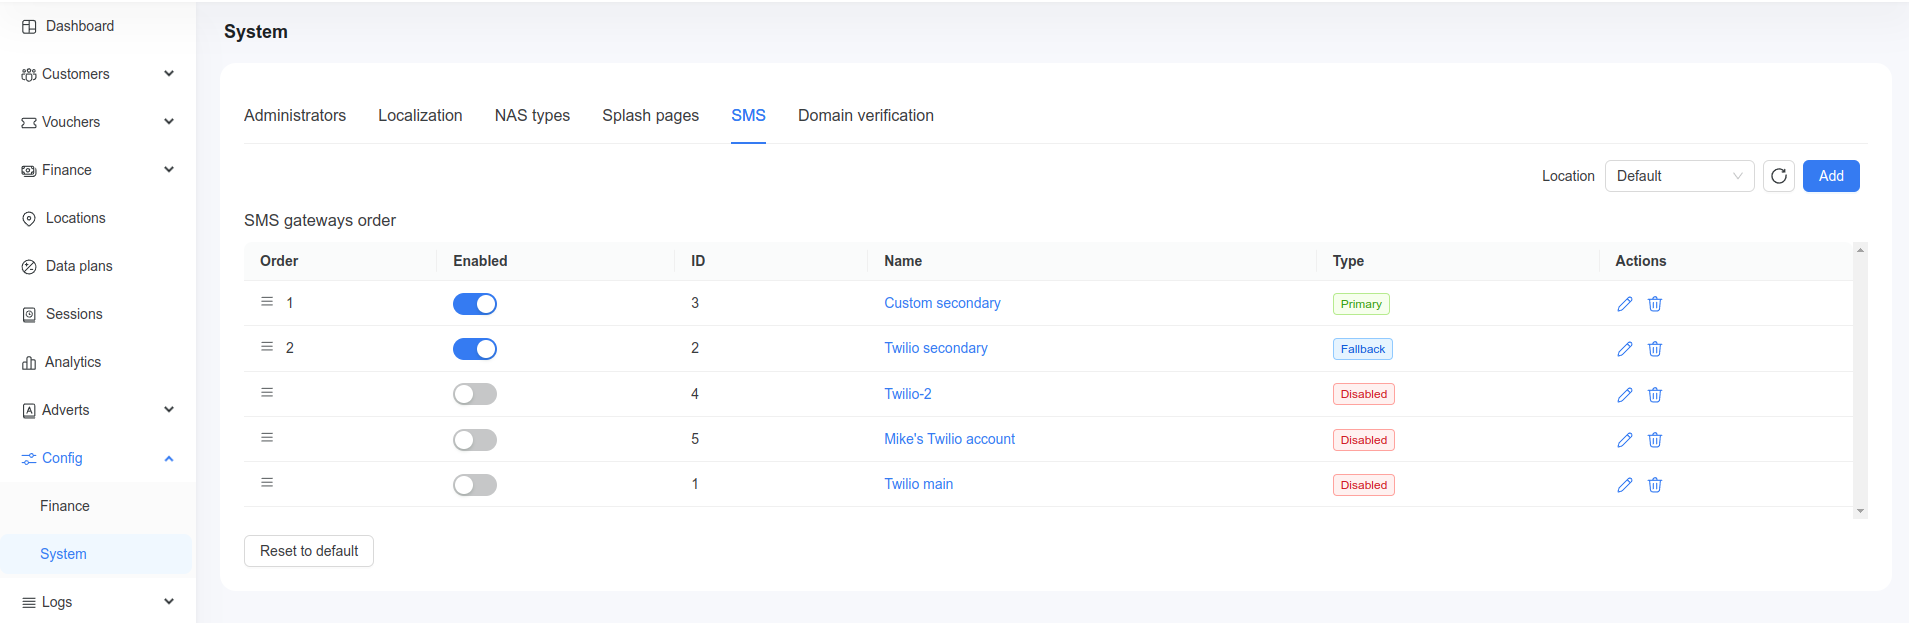 Dashboard
Customers
Vouchers
Finance
Locations
Data plans
Sessions
Analytics
Adverts
Config
Finance
System
Logs
System
Administrators Localization NAS types Splash pages SMS Domain verification
Location Default Add
SMS gateways order
Order Enabled ID Name Type Actions
1 3 Custom secondary Primary
2 2 Twilio secondary Fallback
4 Twilio-2 Disabled
5 Mike's Twilio account Disabled
1 Twilio main Disabled
Reset to default